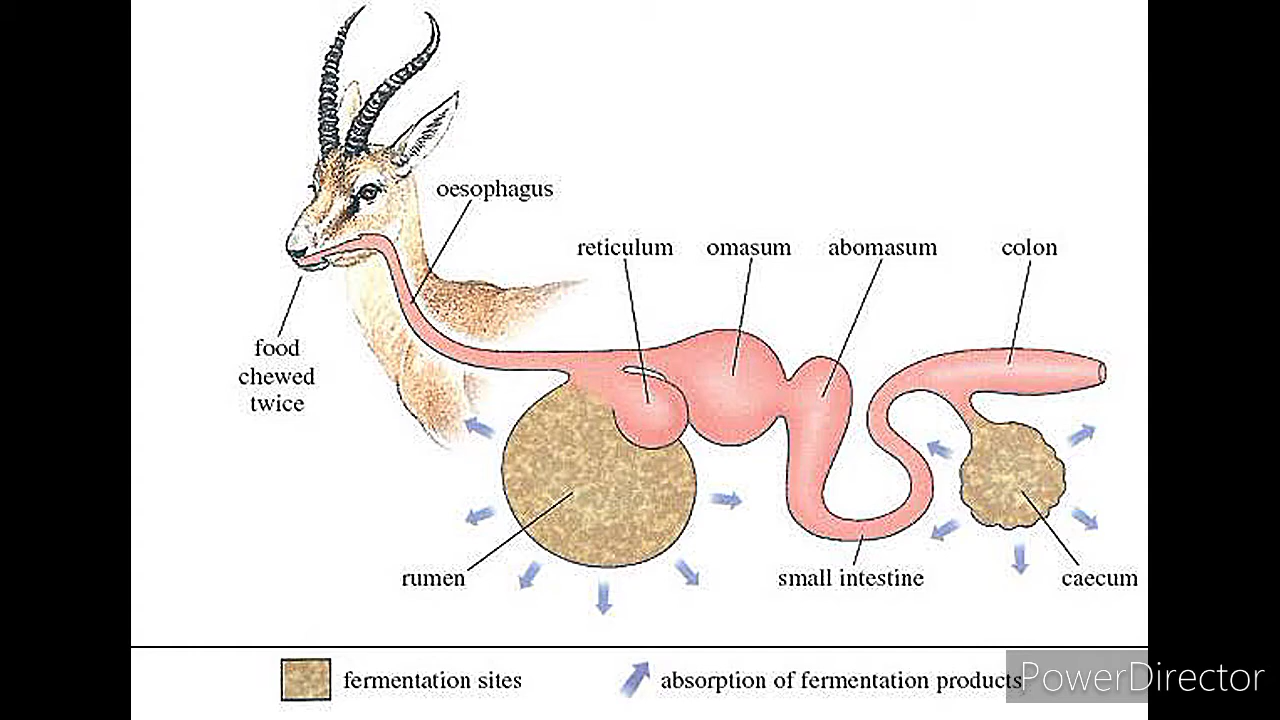 oesophagus
reticulum
omasum
abomasum
colon
food
chewed
twice
rumen
small intestine
caecum
fermentation sites
absorption of fermentation products
PowerDirector